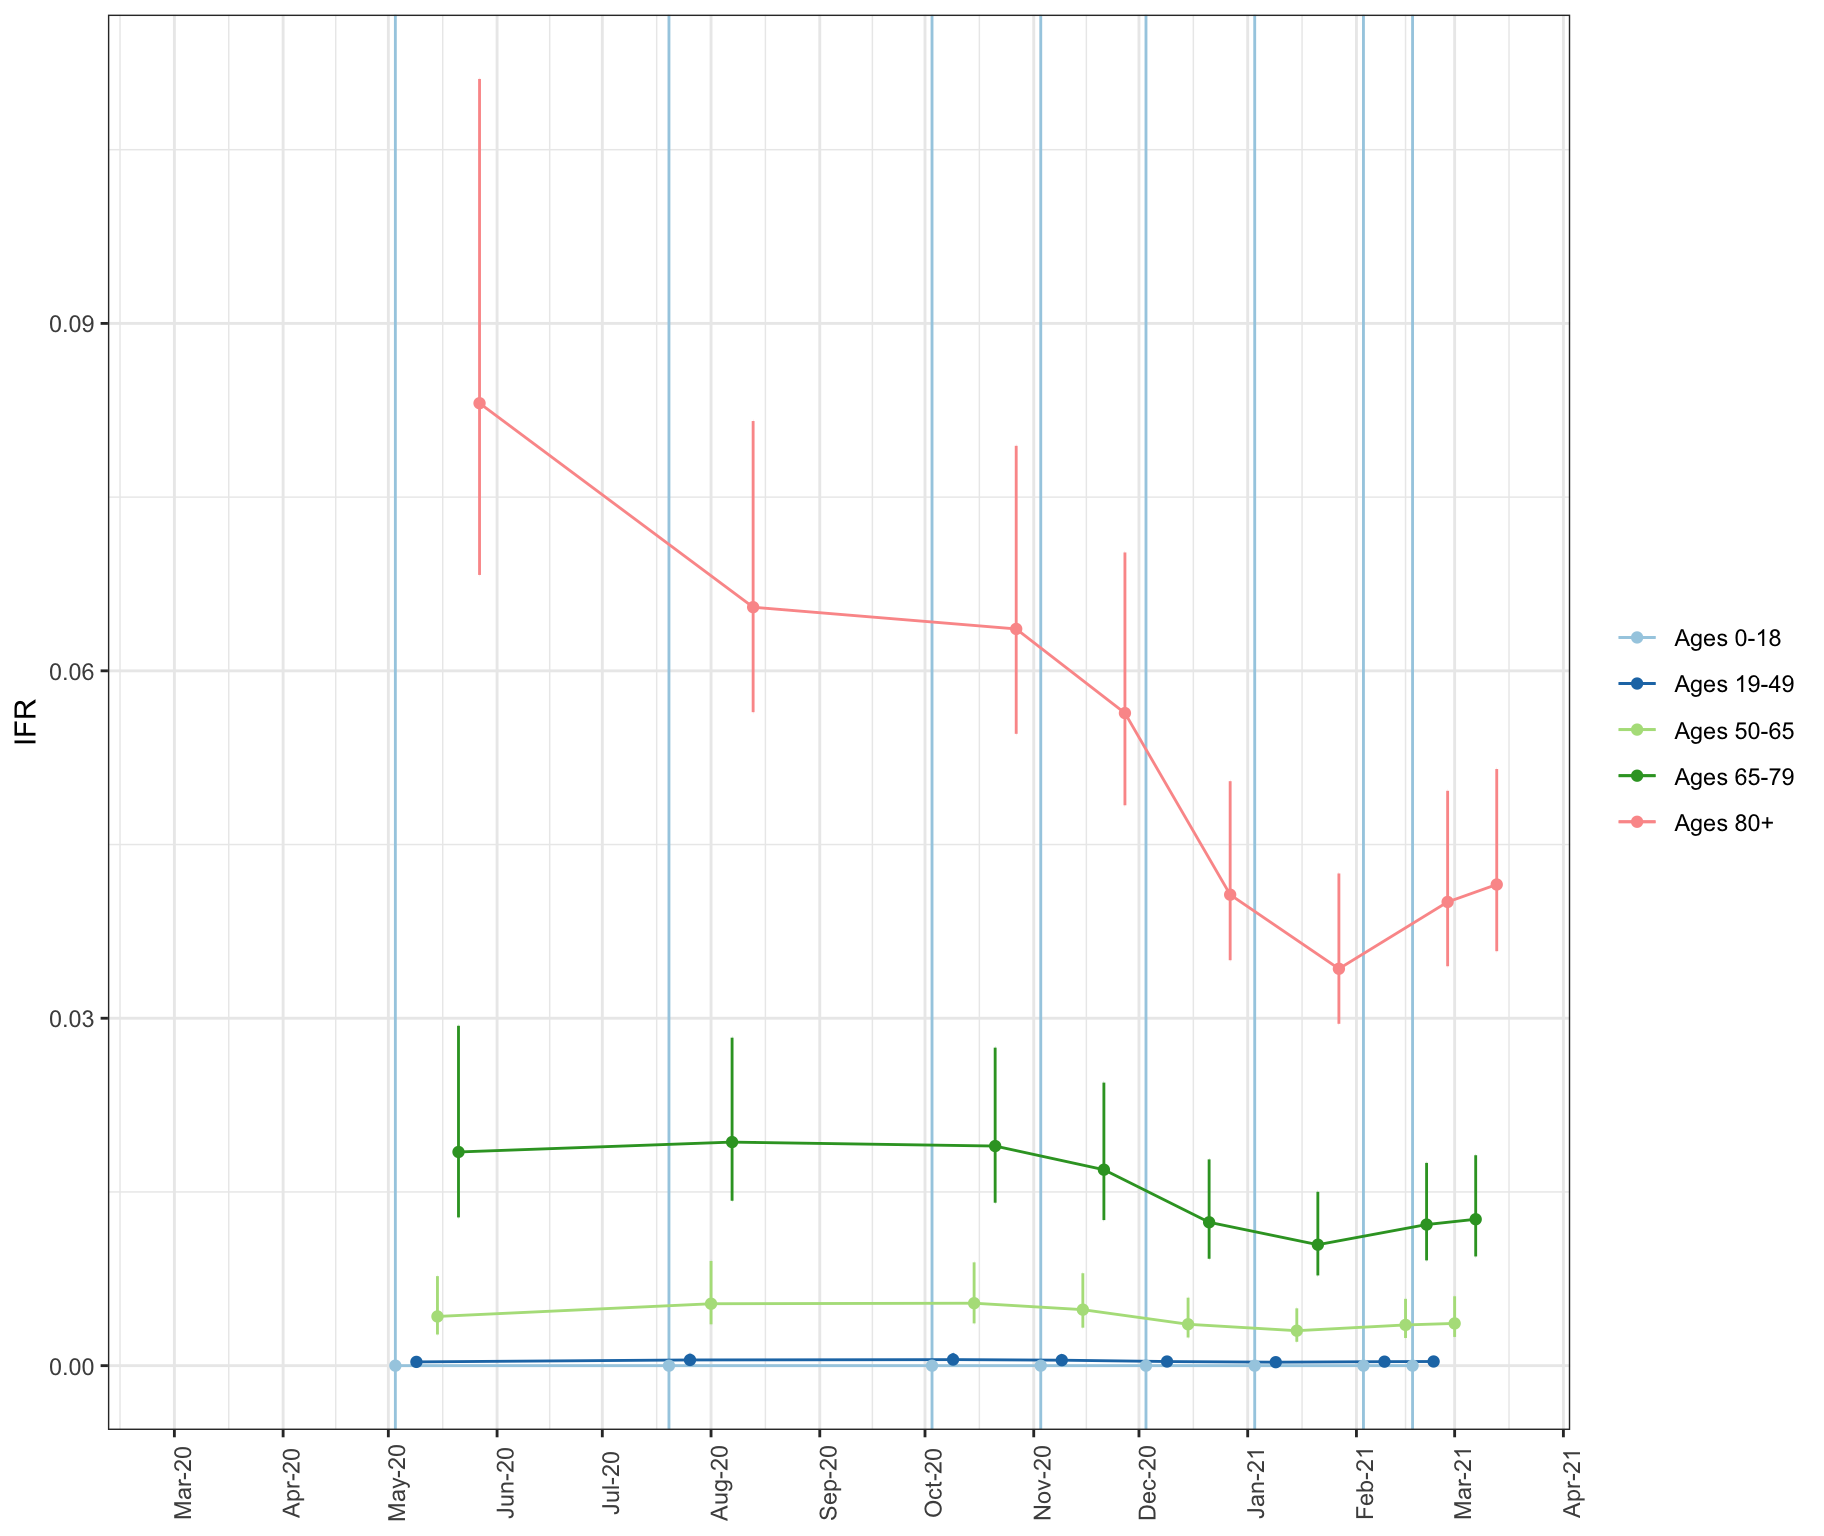 IFR
0.09
0.06
0.03
0.00
Mar-20
Apr-20
May-20
Jun-20
Jul-20
Aug-20
Sep-20
Oct-20
Nov-20
Dec-20
Jan-21
Feb-21
Mar-21
Apr-21
Ages 0-18
Ages 19-49
Ages 50-65
Ages 65-79
Ages 80+